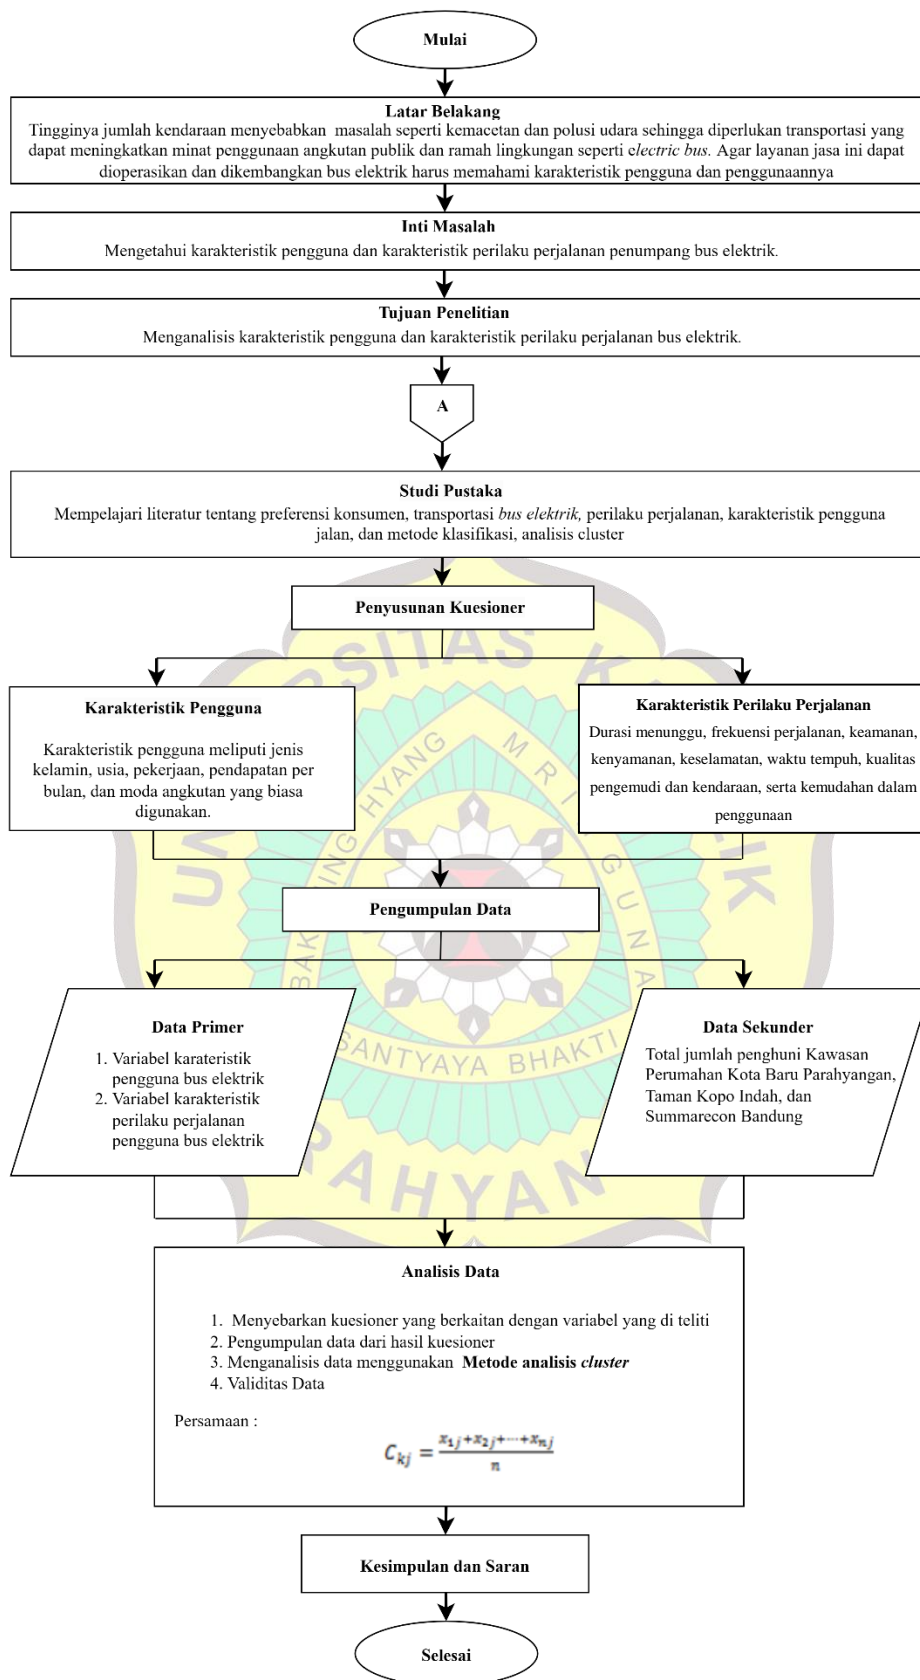 Mulai
Latar Belakang
Tingginya jumlah kendaraan menyebabkan masalah seperti kemacetan dan polusi udara sehingga diperlukan transportasi yang
dapat meningkatkan minat penggunaan angkutan publik dan ramah lingkungan seperti electric bus. Agar layanan jasa ini dapat
dioperasikan dan dikembangkan bus elektrik harus memahami karakteristik pengguna dan penggunaannya
Inti Masalah
Mengetahui karakteristik pengguna dan karakteristik perilaku perjalanan penumpang bus elektrik.
Tujuan Penelitian
Menganalisis karakteristik pengguna dan karakteristik perilaku perjalanan bus elektrik.
A
Studi Pustaka
Mempelajari literatur tentang preferensi konsumen, transportasi bus elektrik, perilaku perjalanan, karakteristik pengguna
jalan, dan metode klasifikasi, analisis cluster
Penyusunan Kuesioner
Karakteristik Pengguna
Karakteristik pengguna meliputi jenis
kelamin, usia, pekerjaan, pendapatan per
bulan, dan moda angkutan yang biasa
digunakan.
Karakteristik Perilaku Perjalanan
Durasi menunggu, frekuensi perjalanan, keamanan,
kenyamanan, keselamatan, waktu tempuh, kualitas
pengemudi dan kendaraan, serta kemudahan dalam
penggunaan
Pengumpulan Data
Data Primer
1. Variabel karateristik
pengguna bus elektrik
2. Variabel karakteristik
perilaku perjalanan
pengguna bus elektrik
Data Sekunder
Total jumlah penghuni Kawasan
Perumahan Kota Baru Parahyangan,
Taman Kopo Indah, dan
Summarecon Bandung
Analisis Data
1. Menyebarkan kuesioner yang berkaitan dengan variabel yang di teliti
2. Pengumpulan data dari hasil kuesioner
3. Menganalisis data menggunakan Metode analisis cluster
4. Validitas Data
Persamaan :
C_kj = (x_1j+x_2j+⋯+x_nj)/n
Kesimpulan dan Saran
Selesai
SANTYAYA BHAKTI